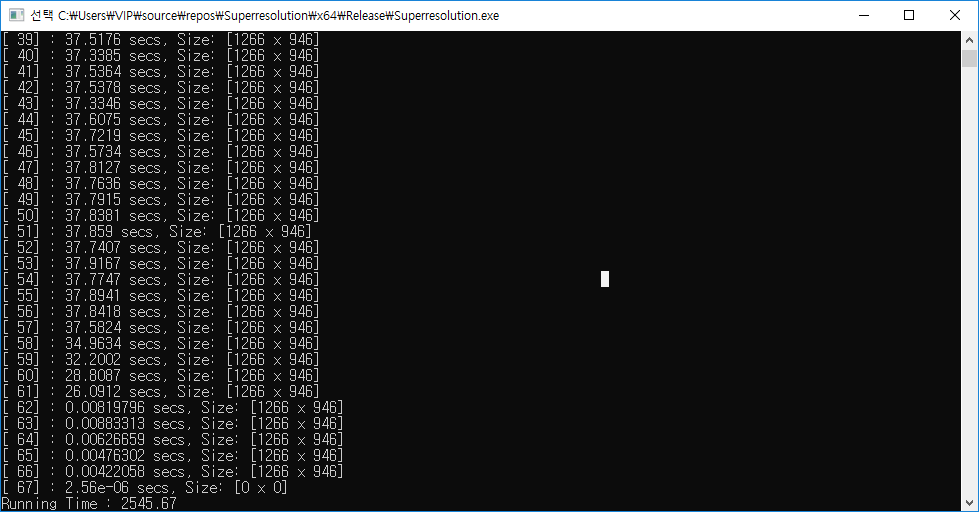 선택 C:\Users\VIP\source\repos\Superresolution\x64\Release\Superresolution.exe
[ 39] : 37.5176 secs, Size: [1266 x 946]
[ 40] : 37.3385 secs, Size: [1266 x 946]
[ 41] : 37.5364 secs, Size: [1266 x 946]
[ 42] : 37.5378 secs, Size: [1266 x 946]
[ 43] : 37.3346 secs, Size: [1266 x 946]
[ 44] : 37.6075 secs, Size: [1266 x 946]
[ 45] : 37.7219 secs, Size: [1266 x 946]
[ 46] : 37.5734 secs, Size: [1266 x 946]
[ 47] : 37.8127 secs, Size: [1266 x 946]
[ 48] : 37.7636 secs, Size: [1266 x 946]
[ 49] : 37.7915 secs, Size: [1266 x 946]
[ 50] : 37.8381 secs, Size: [1266 x 946]
[ 51] : 37.859 secs, Size: [1266 x 946]
[ 52] : 37.7407 secs, Size: [1266 x 946]
[ 53] : 37.9167 secs, Size: [1266 x 946]
[ 54] : 37.7747 secs, Size: [1266 x 946]
[ 55] : 37.8941 secs, Size: [1266 x 946]
[ 56] : 37.8418 secs, Size: [1266 x 946]
[ 57] : 37.5824 secs, Size: [1266 x 946]
[ 58] : 34.9634 secs, Size: [1266 x 946]
[ 59] : 32.2002 secs, Size: [1266 x 946]
[ 60] : 28.8087 secs, Size: [1266 x 946]
[ 61] : 26.0912 secs, Size: [1266 x 946]
[ 62] : 0.00819796 secs, Size: [1266 x 946]
[ 63] : 0.00883313 secs, Size: [1266 x 946]
[ 64] : 0.00626659 secs, Size: [1266 x 946]
[ 65] : 0.00476302 secs, Size: [1266 x 946]
[ 66] : 0.00422058 secs, Size: [1266 x 946]
[ 67] : 2.56e-06 secs, Size: [0 x 0]
Running Time : 2545.67